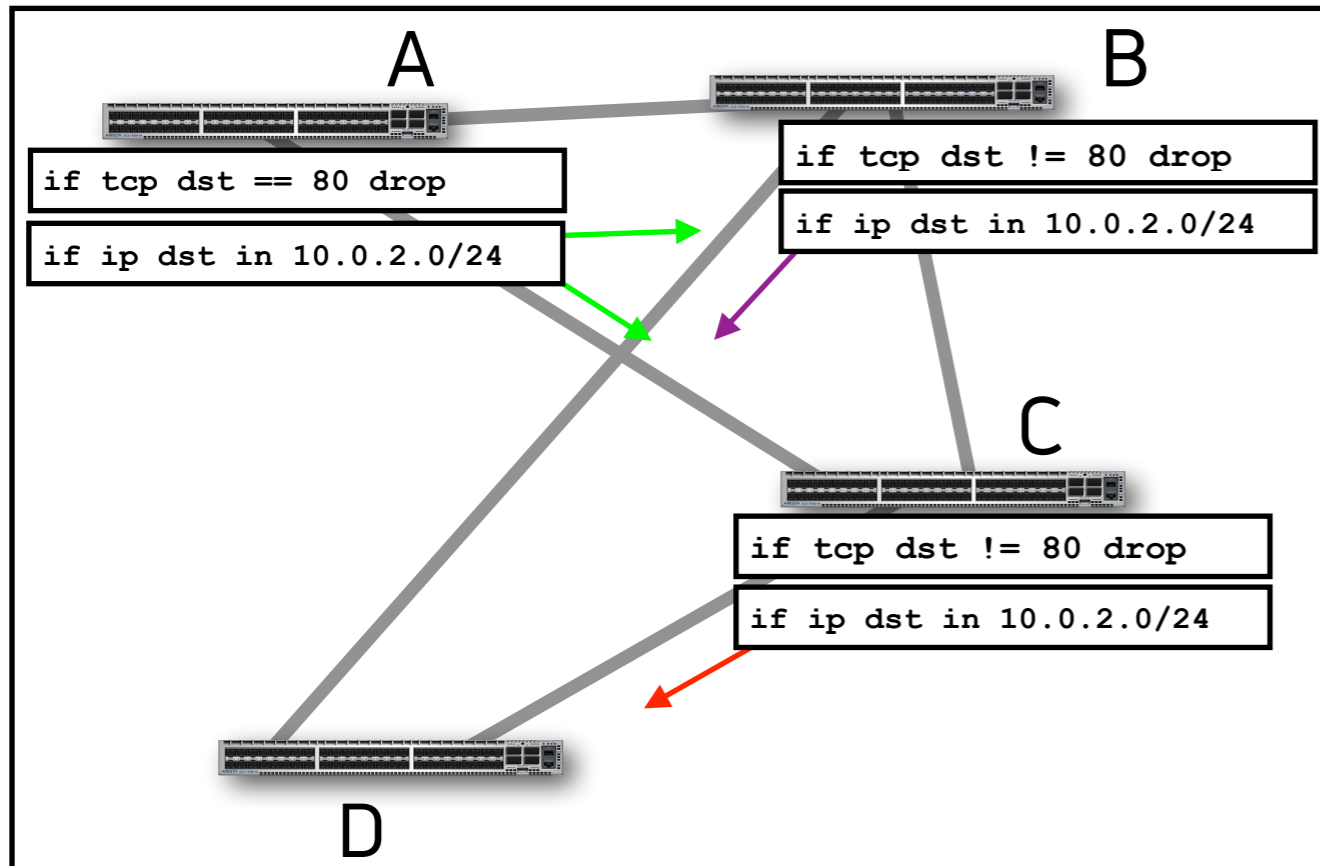 A
B
if tcp dst == 80 drop
if ip dst in 10.0.2.0/24
if tcp dst != 80 drop
if ip dst in 10.0.2.0/24
C
if tcp dst != 80 drop
if ip dst in 10.0.2.0/24
D